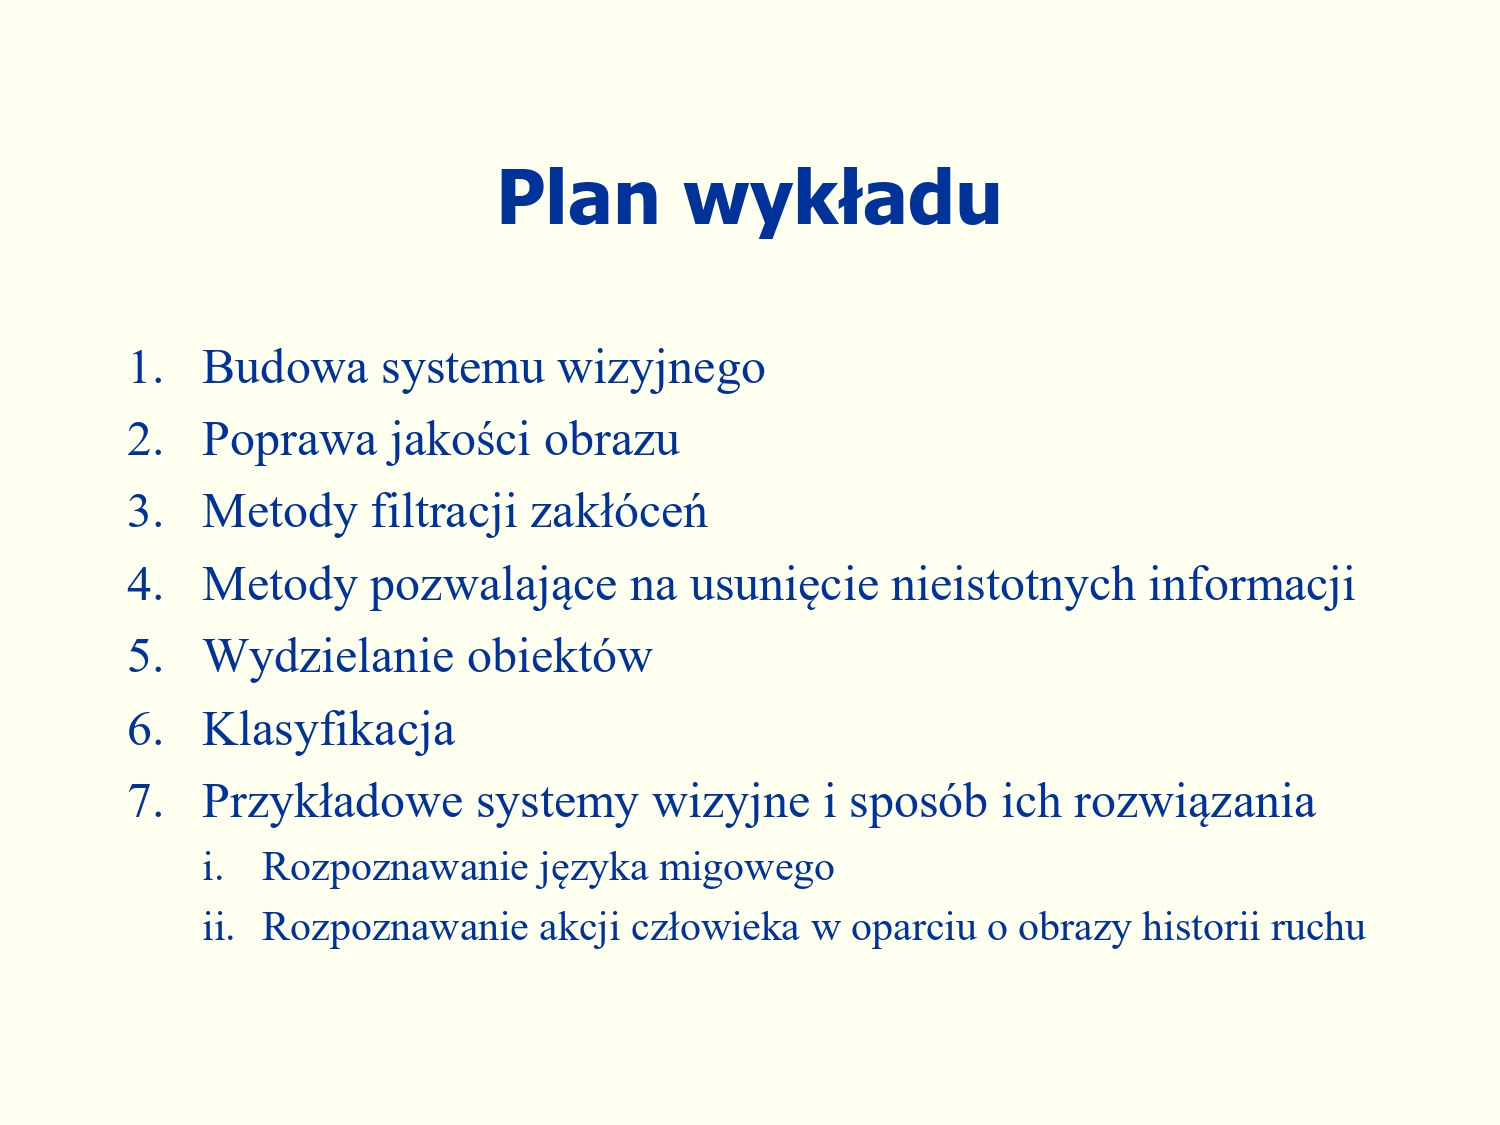 Plan wykładu
1. Budowa systemu wizyjnego
2. Poprawa jakości obrazu
3. Metody filtracji zakłóceń
4. Metody pozwalające na usunięcie nieistotnych informacji
5. Wydzielanie obiektów
6. Klasyfikacja
7. Przykładowe systemy wizyjne i sposób ich rozwiązania
i. Rozpoznawanie języka migowego
ii. Rozpoznawanie akcji człowieka w oparciu o obrazy historii ruchu